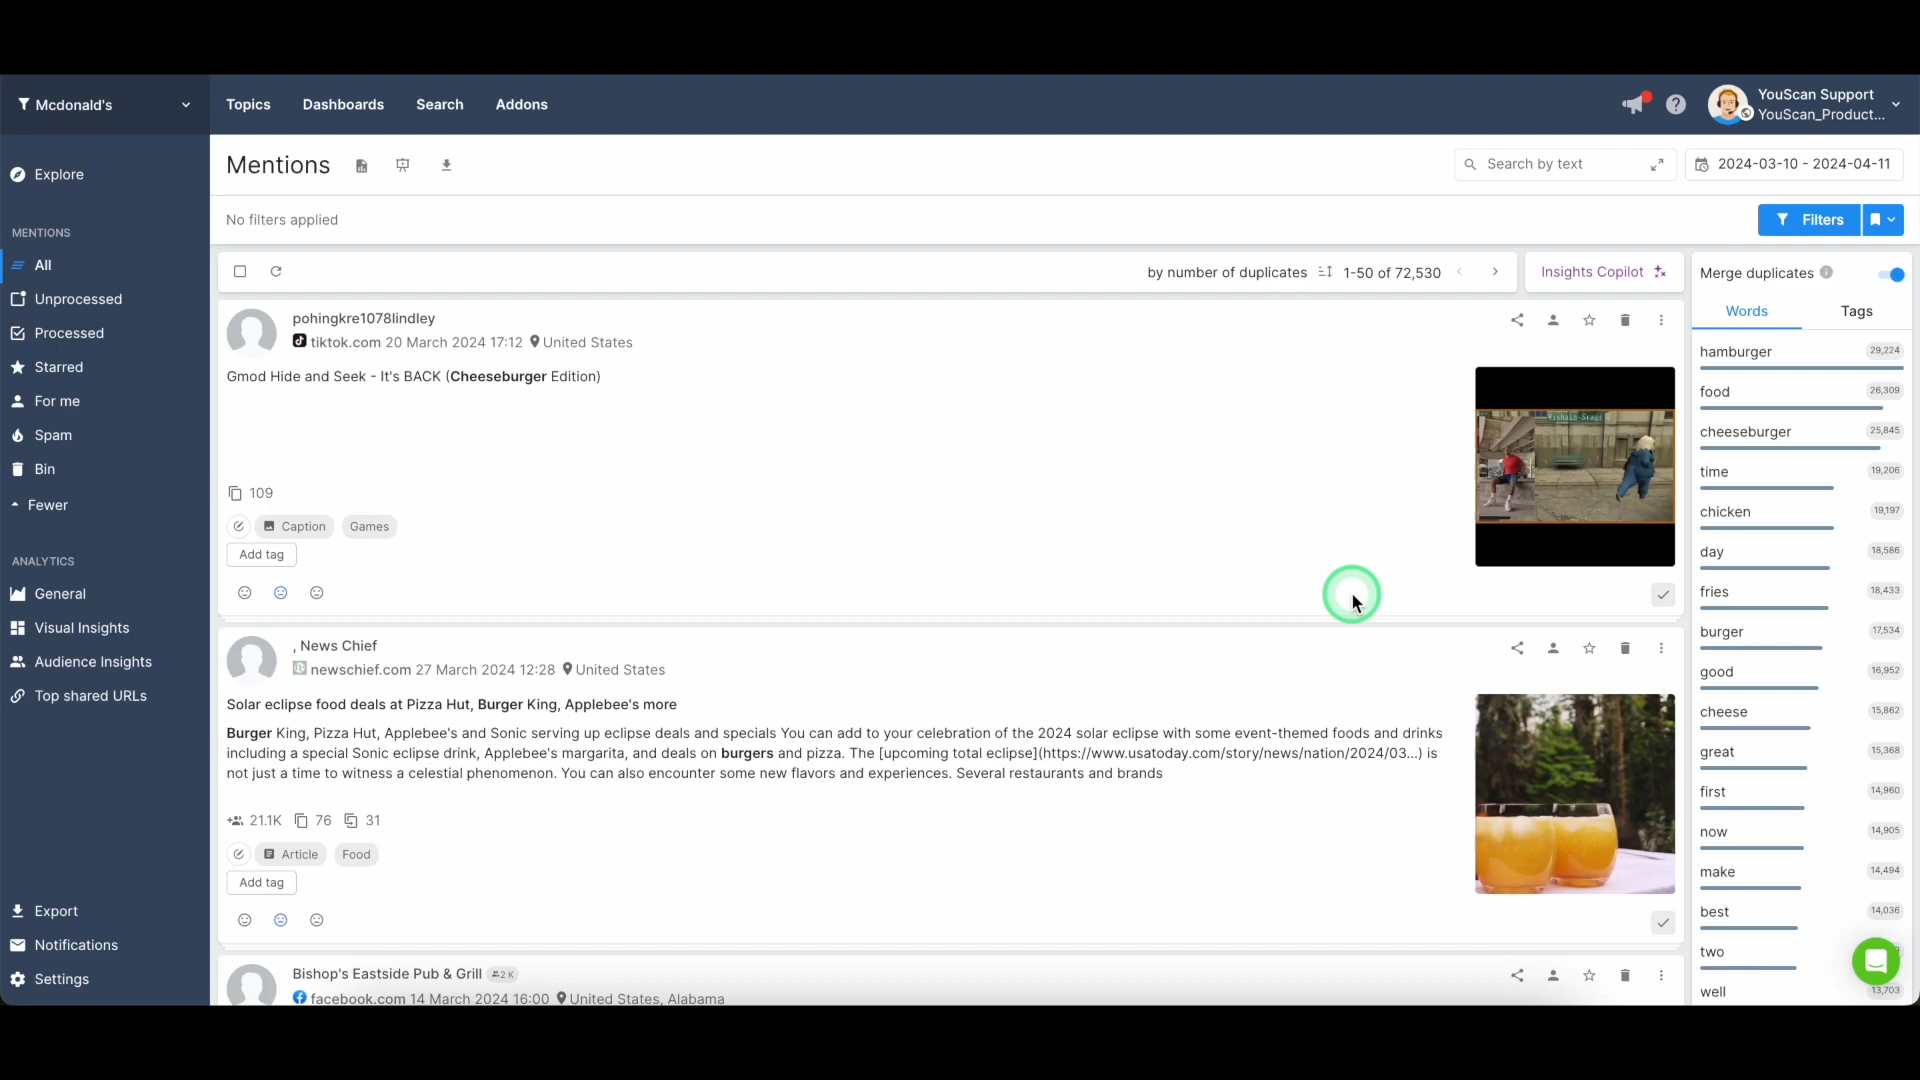 Mcdonald's
Topics
Dashboards
Search
Addons
YouScan Support
YouScan_Product...
Explore
MENTIONS
All
Unprocessed
Processed
Starred
For me
Spam
Bin
Fewer
ANALYTICS
General
Visual Insights
Audience Insights
Top shared URLs
Export
Notifications
Settings
Mentions
Search by text
2024-03-10 - 2024-04-11
No filters applied
Filters
by number of duplicates
1-50 of 72,530
Insights Copilot
pohingkre1078lindley
tiktok.com 20 March 2024 17:12 United States
Gmod Hide and Seek - It's BACK (Cheeseburger Edition)
109
Caption
Games
Add tag
, News Chief
newschief.com 27 March 2024 12:28 United States
Solar eclipse food deals at Pizza Hut, Burger King, Applebee's more
Burger King, Pizza Hut, Applebee's and Sonic serving up eclipse deals and specials You can add to your celebration of the 2024 solar eclipse with some event-themed foods and drinks
including a special Sonic eclipse drink, Applebee's margarita, and deals on burgers and pizza. The [upcoming total eclipse](https://www.usatoday.com/story/news/nation/2024/03...) is
not just a time to witness a celestial phenomenon. You can also encounter some new flavors and experiences. Several restaurants and brands
21.1K 76 31
Article
Food
Add tag
Bishop's Eastside Pub & Grill 2 K
facebook.com 14 March 2024 16:00 United States, Alabama
Merge duplicates
Words
Tags
hamburger 29,224
food 26,309
cheeseburger 25,845
time 19,206
chicken 19,197
day 18,586
fries 18,433
burger 17,534
good 16,952
cheese 15,862
great 15,368
first 14,960
now 14,905
make 14,494
best 14,036
two
well 13,703